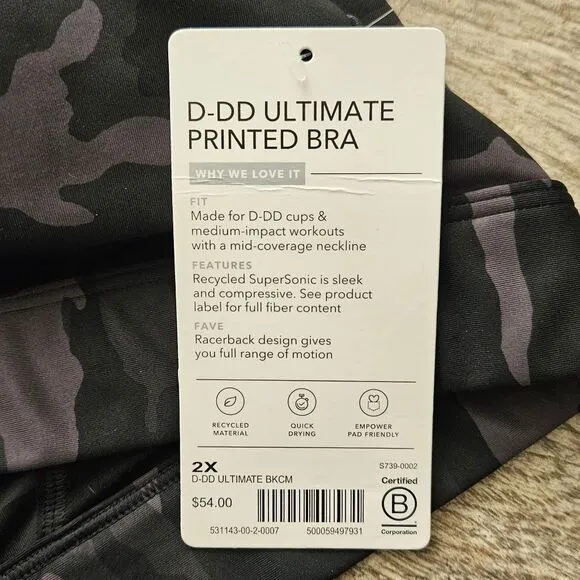 D-DD ULTIMATE
PRINTED BRA
WHY WE LOVE IT
FIT
Made for D-DD cups &
medium-impact workouts
with a mid-coverage neckline
FEATURES
Recycled SuperSonic is sleek
and compressive. See product
label for full fiber content
FAVE
Racerback design gives
you full range of motion
RECYCLED
MATERIAL
QUICK
DRYING
EMPOWER
PAD FRIENDLY
2X
S739-0002
D-DD ULTIMATE BKCM
$54.00
531143-00-2-0007
500059497931
Certified
B
Corporation